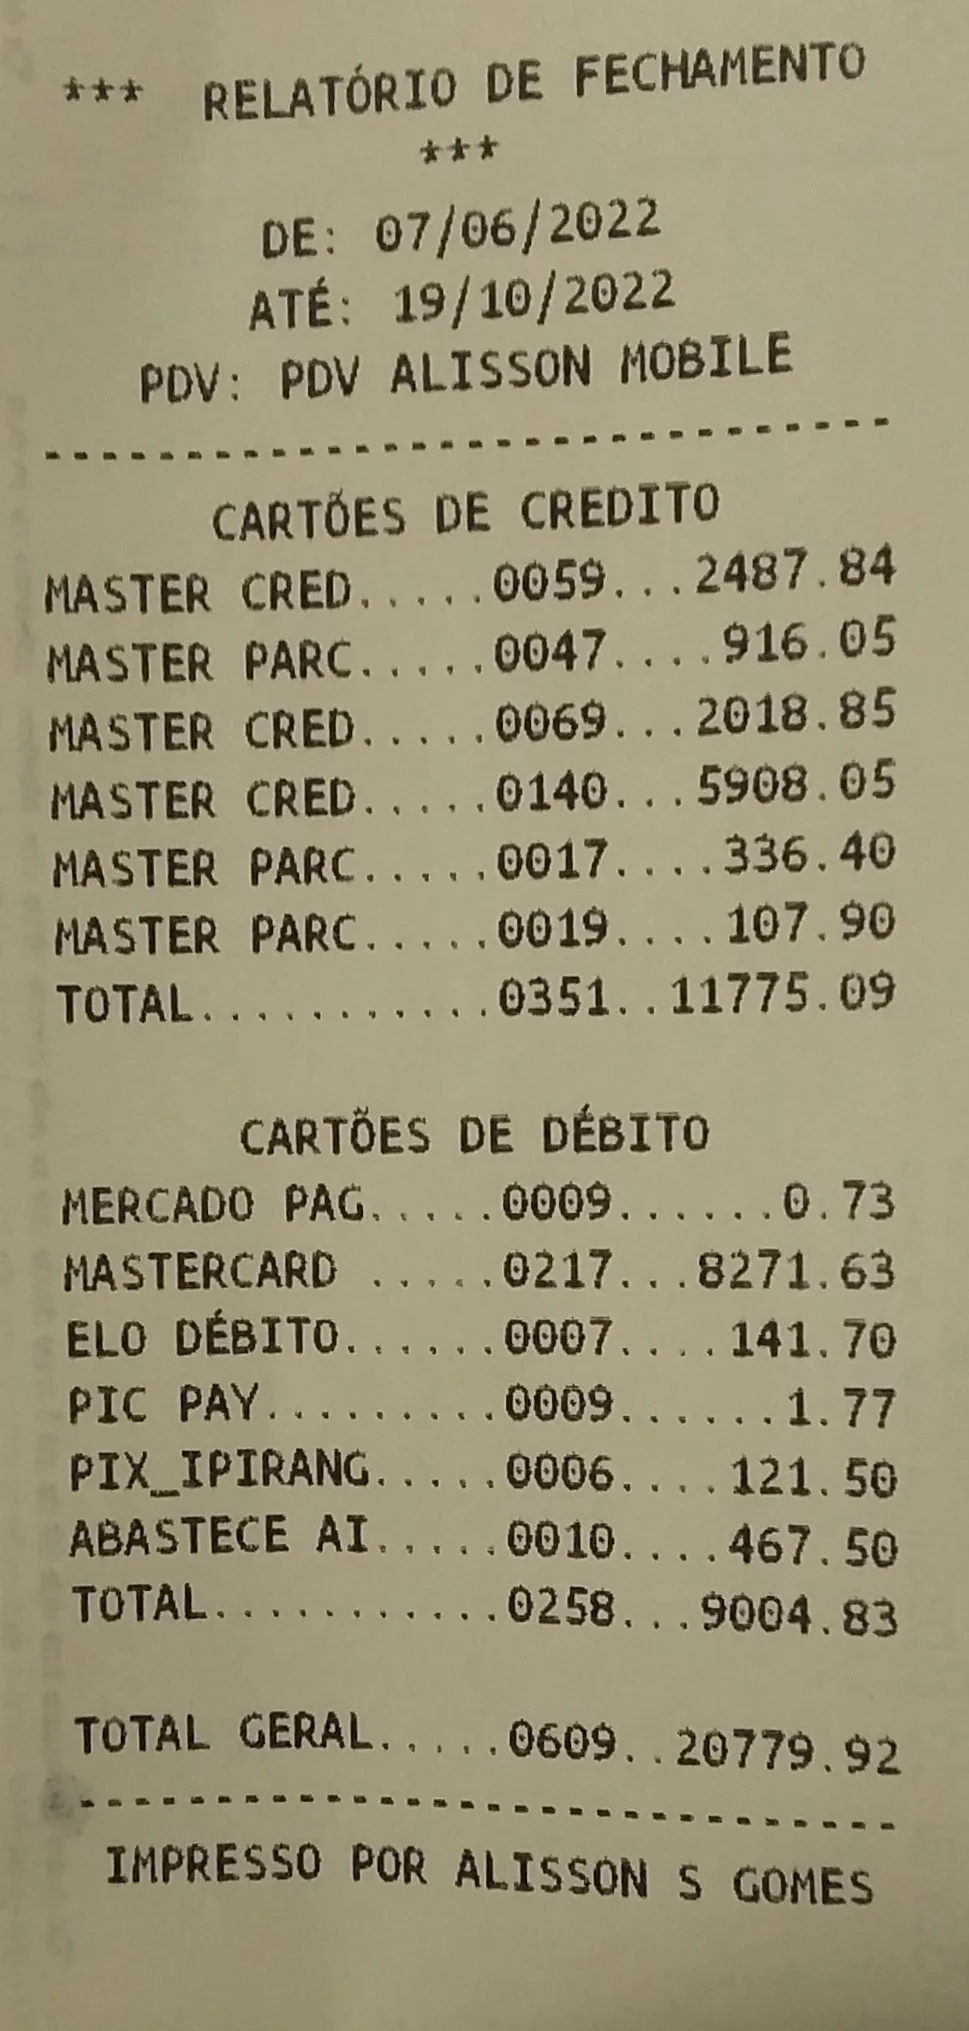 *** RELATÓRIO DE FECHAMENTO
***
DE: 07/06/2022
ATÉ: 19/10/2022
PDV: PDV ALISSON MOBILE
------------------------------
CARTÕES DE CREDITO
MASTER CRED.....0059...2487.84
MASTER PARC.....0047....916.05
MASTER CRED.....0069...2018.85
MASTER CRED.....0140...5908.05
MASTER PARC.....0017....336.40
MASTER PARC.....0019....107.90
TOTAL...........0351..11775.09
CARTÕES DE DÉBITO
MERCADO PAG.....0009......0.73
MASTERCARD .....0217...8271.63
ELO DÉBITO......0007....141.70
PIC PAY.........0009......1.77
PIX_IPIRANG.....0006....121.50
ABASTECE AI.....0010....467.50
TOTAL...........0258...9004.83
TOTAL GERAL.....0609..20779.92
------------------------------
IMPRESSO POR ALISSON S GOMES